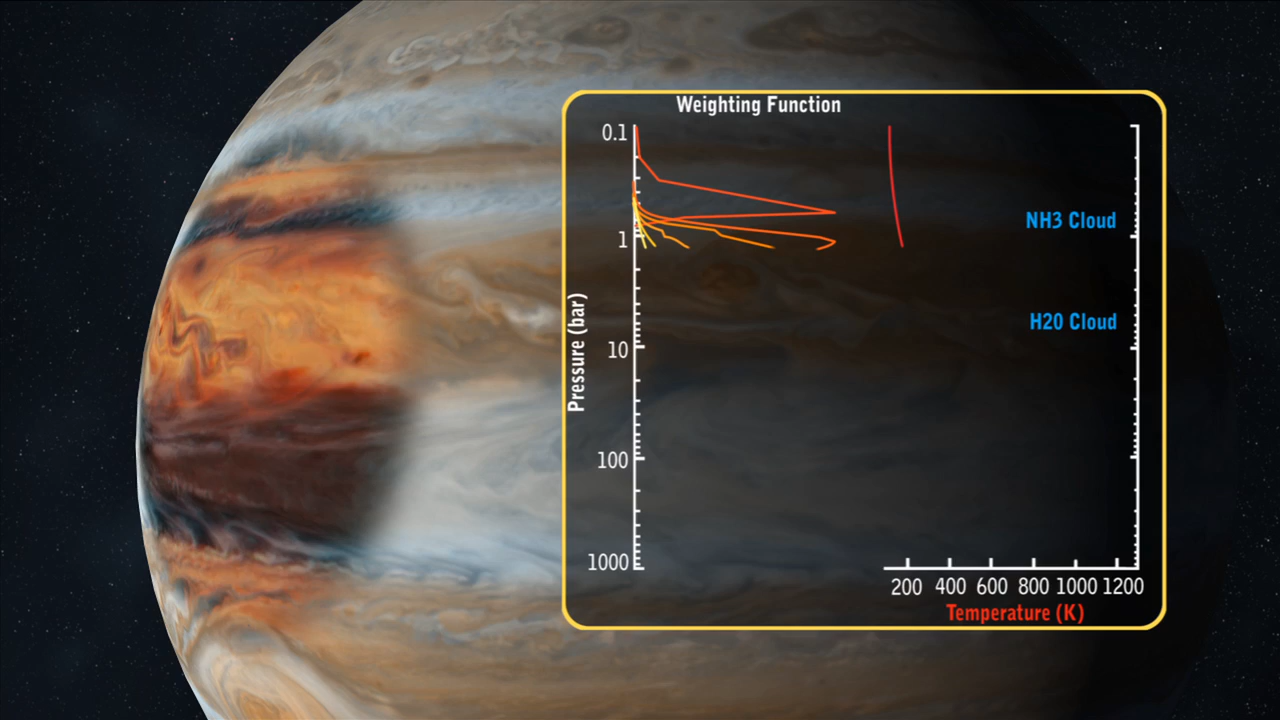 Weighting Function
0.1
1
10
100
1000
Pressure (bar)
NH3 Cloud
H20 Cloud
200 400 600 800 1000 1200
Temperature (K)